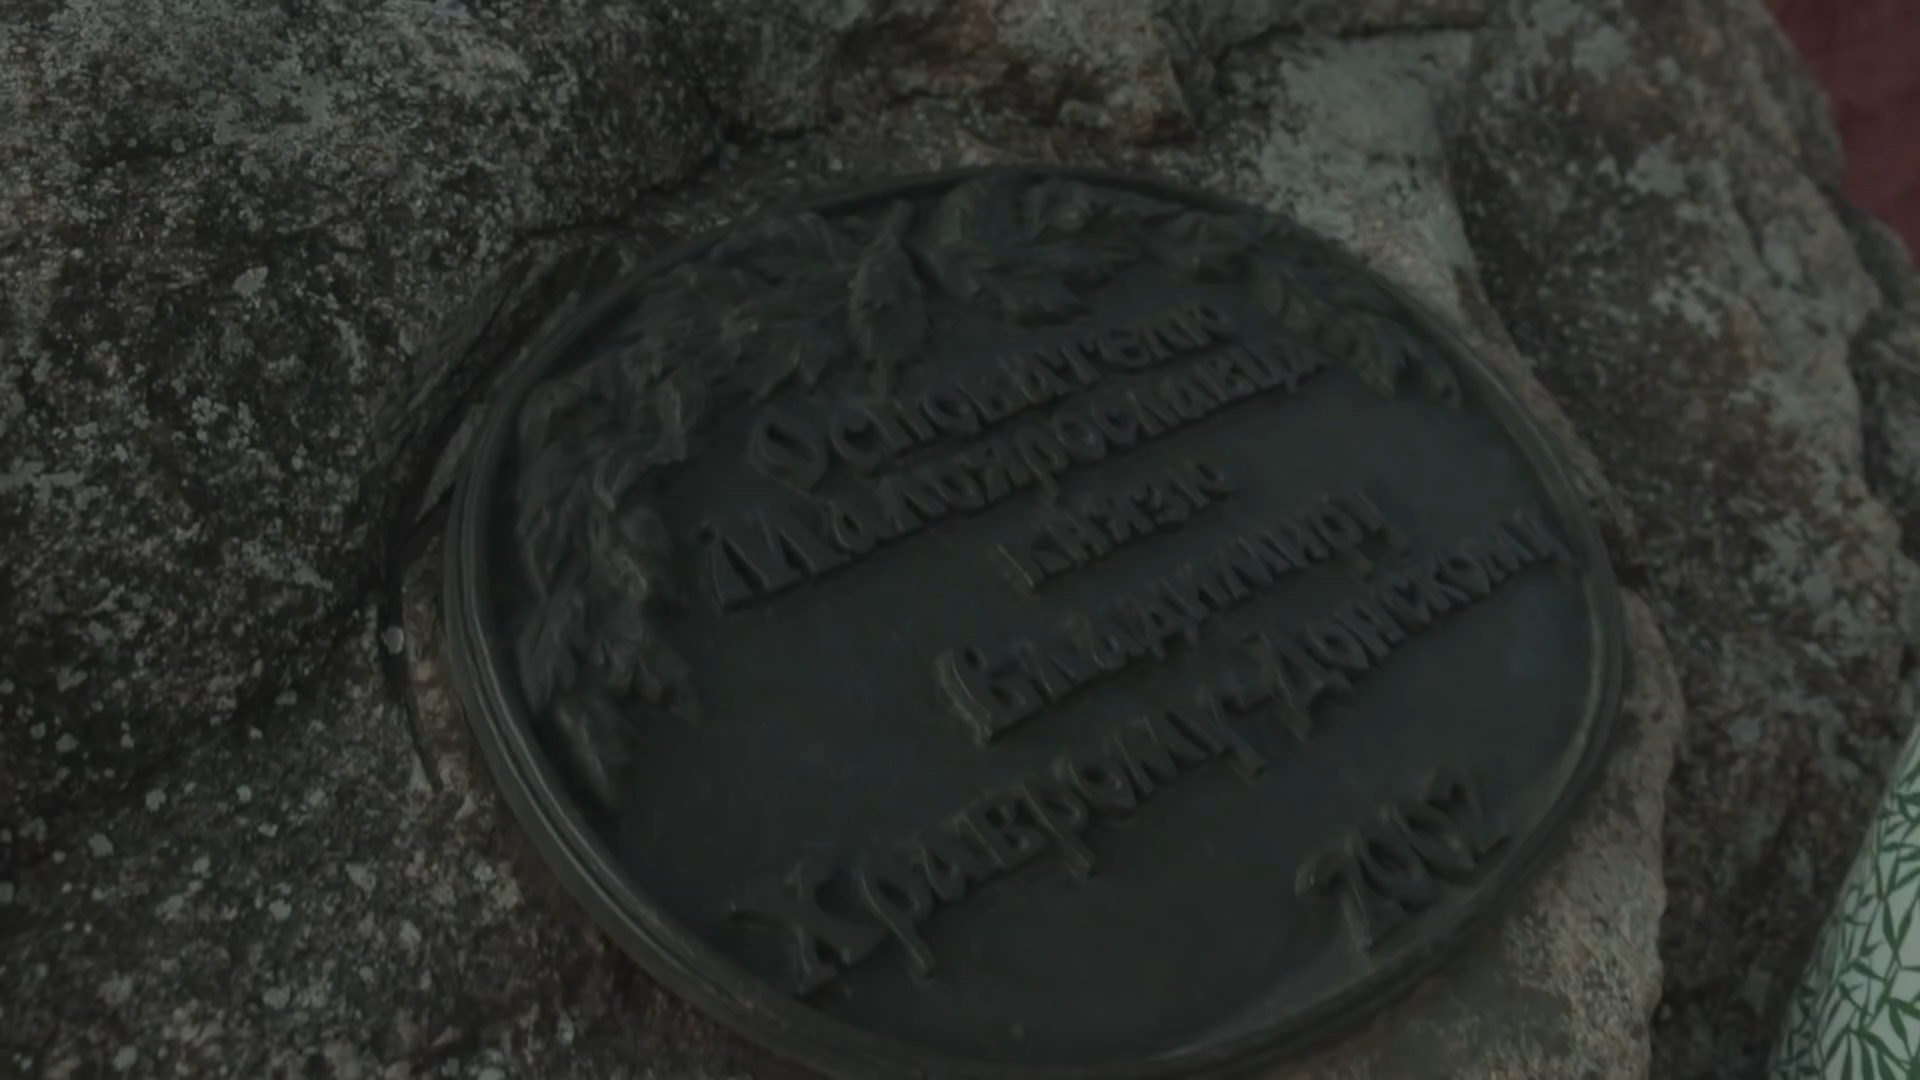 Основателю
Малоярославца
князю
Владимиру
Храброму-Донскому
2002